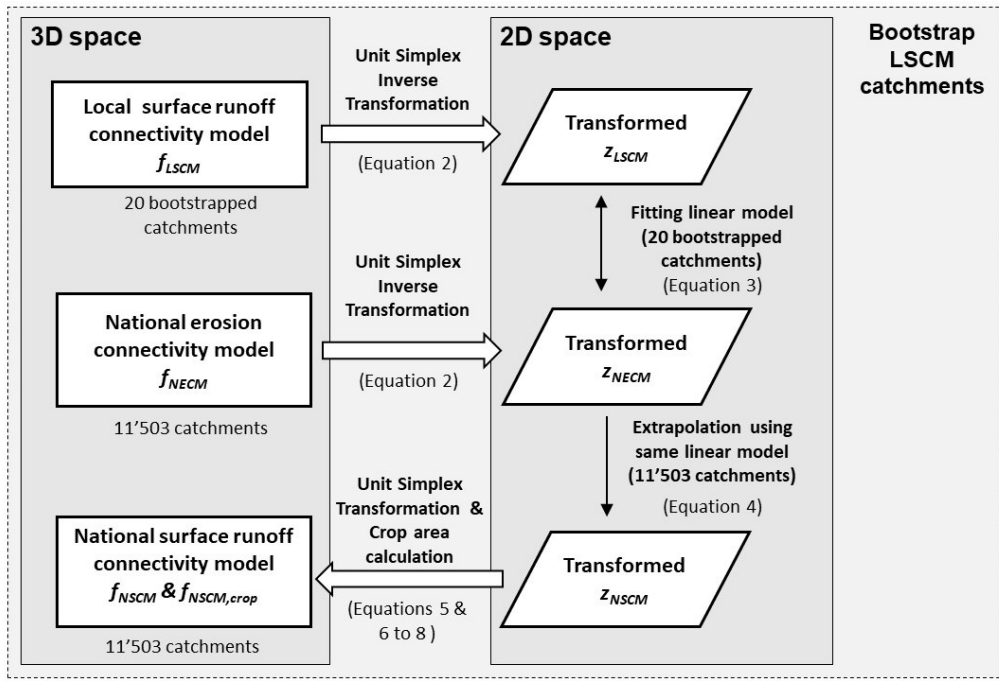 3D space
Unit Simplex
Inverse
Transformation
2D space
Bootstrap
LSCM
catchments
Local surface runoff
connectivity model
fLSCM
20 bootstrapped
catchments
(Equation 2)
Transformed
zLSCM
Fitting linear model
(20 bootstrapped
catchments)
(Equation 3)
Unit Simplex
Inverse
Transformation
National erosion
connectivity model
fNECM
11’503 catchments
(Equation 2)
Transformed
zNECM
Extrapolation using
same linear model
(11’503 catchments)
(Equation 4)
Unit Simplex
Transformation &
Crop area
calculation
National surface runoff
connectivity model
fNSCM & fNSCM,crop
11’503 catchments
(Equations 5 &
6 to 8 )
Transformed
zNSCM